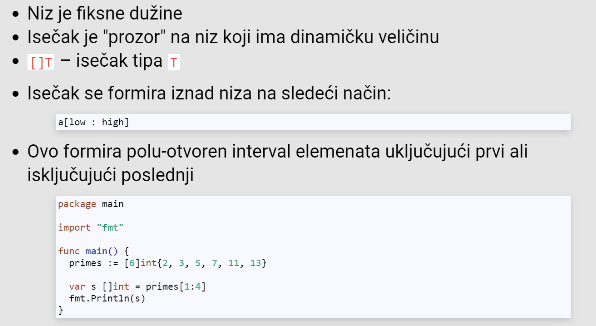 Niz je fiksne dužine
Isečak je "prozor" na niz koji ima dinamičku veličinu
[]T – isečak tipa T
Isečak se formira iznad niza na sledeći način:
a[low : high]
Ovo formira polu-otvoren interval elemenata uključujući prvi ali
isključujući poslednji
package main
import "fmt"
func main() {
  primes := [6]int{2, 3, 5, 7, 11, 13}
  var s []int = primes[1:4]
  fmt.Println(s)
}